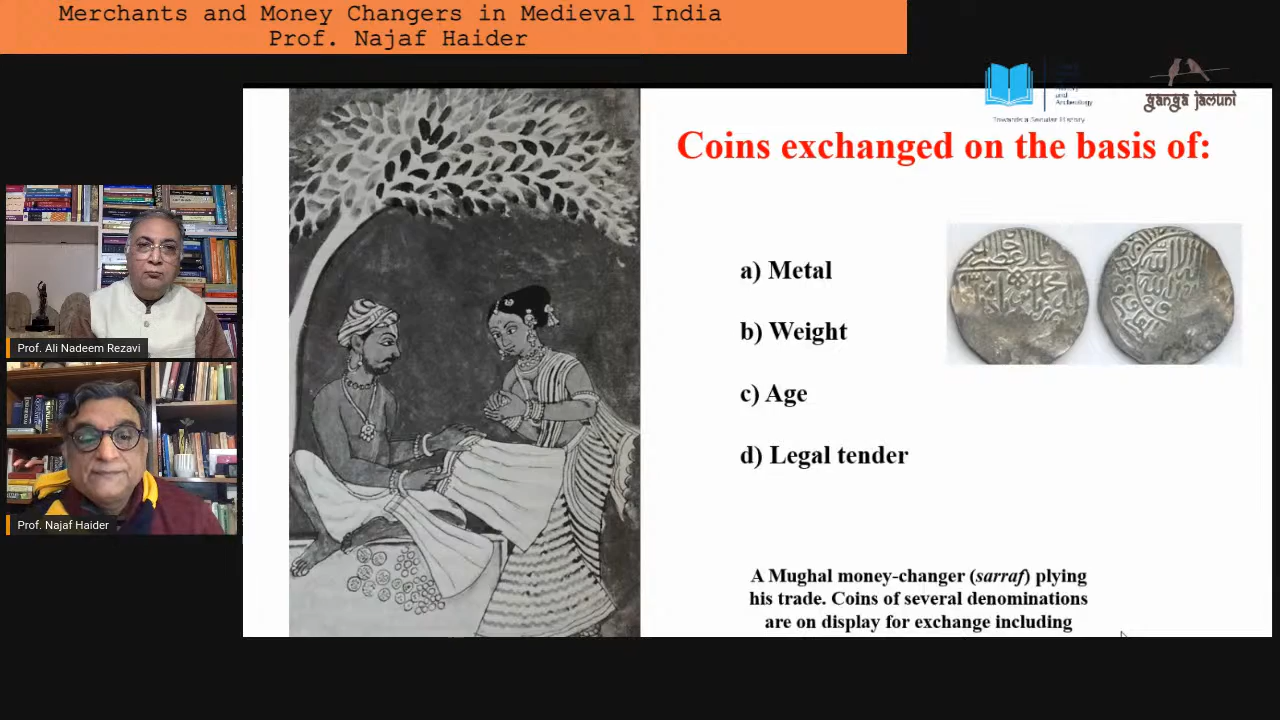 Merchants and Money Changers in Medieval India
Prof. Najaf Haider
and
Archaeology
Towards a Secular History
ganga jamuni
Coins exchanged on the basis of:
a) Metal
b) Weight
c) Age
d) Legal tender
Prof. Ali Nadeem Rezavi
Prof. Najaf Haider
A Mughal money-changer (sarraf) plying
his trade. Coins of several denominations
are on display for exchange including